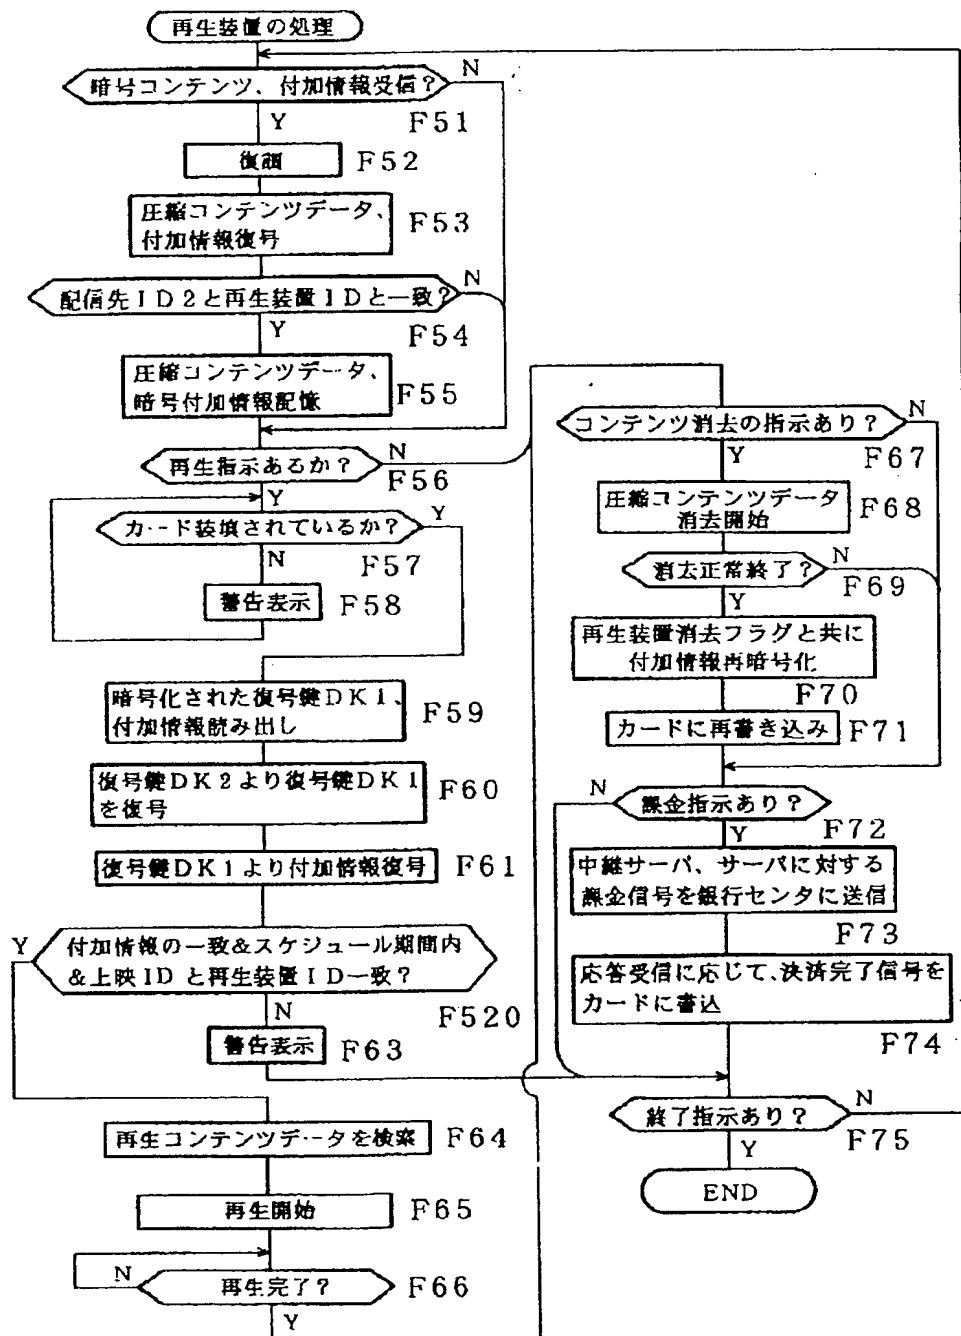 再生装置の処理
暗号コンテンツ、付加情報受信？
N
Y
F51
復調
F52
圧縮コンテンツデータ、
付加情報復号
F53
配信先ID2と再生装置IDと一致？
N
Y
F54
圧縮コンテンツデータ、
暗号付加情報記憶
F55
再生指示あるか？
N
F56
Y
カード装填されているか？
Y
N
F57
警告表示
F58
暗号化された復号鍵DK1、
付加情報読み出し
F59
復号鍵DK2より復号鍵DK1
を復号
F60
復号鍵DK1より付加情報復号
F61
Y
付加情報の一致＆スケジュール期間内
＆上映IDと再生装置ID一致？
N
F520
警告表示
F63
再生コンテンツデータを検索
F64
再生開始
F65
N
再生完了？
F66
Y
コンテンツ消去の指示あり？
N
Y
F67
圧縮コンテンツデータ
消去開始
F68
消去正常終了？
N
F69
Y
再生装置消去フラグと共に
付加情報再暗号化
F70
カードに再書き込み
F71
N
課金指示あり？
F72
Y
中継サーバ、サーバに対する
課金信号を銀行センタに送信
F73
応答受信に応じて、決済完了信号を
カードに書込
F74
終了指示あり？
N
F75
Y
END